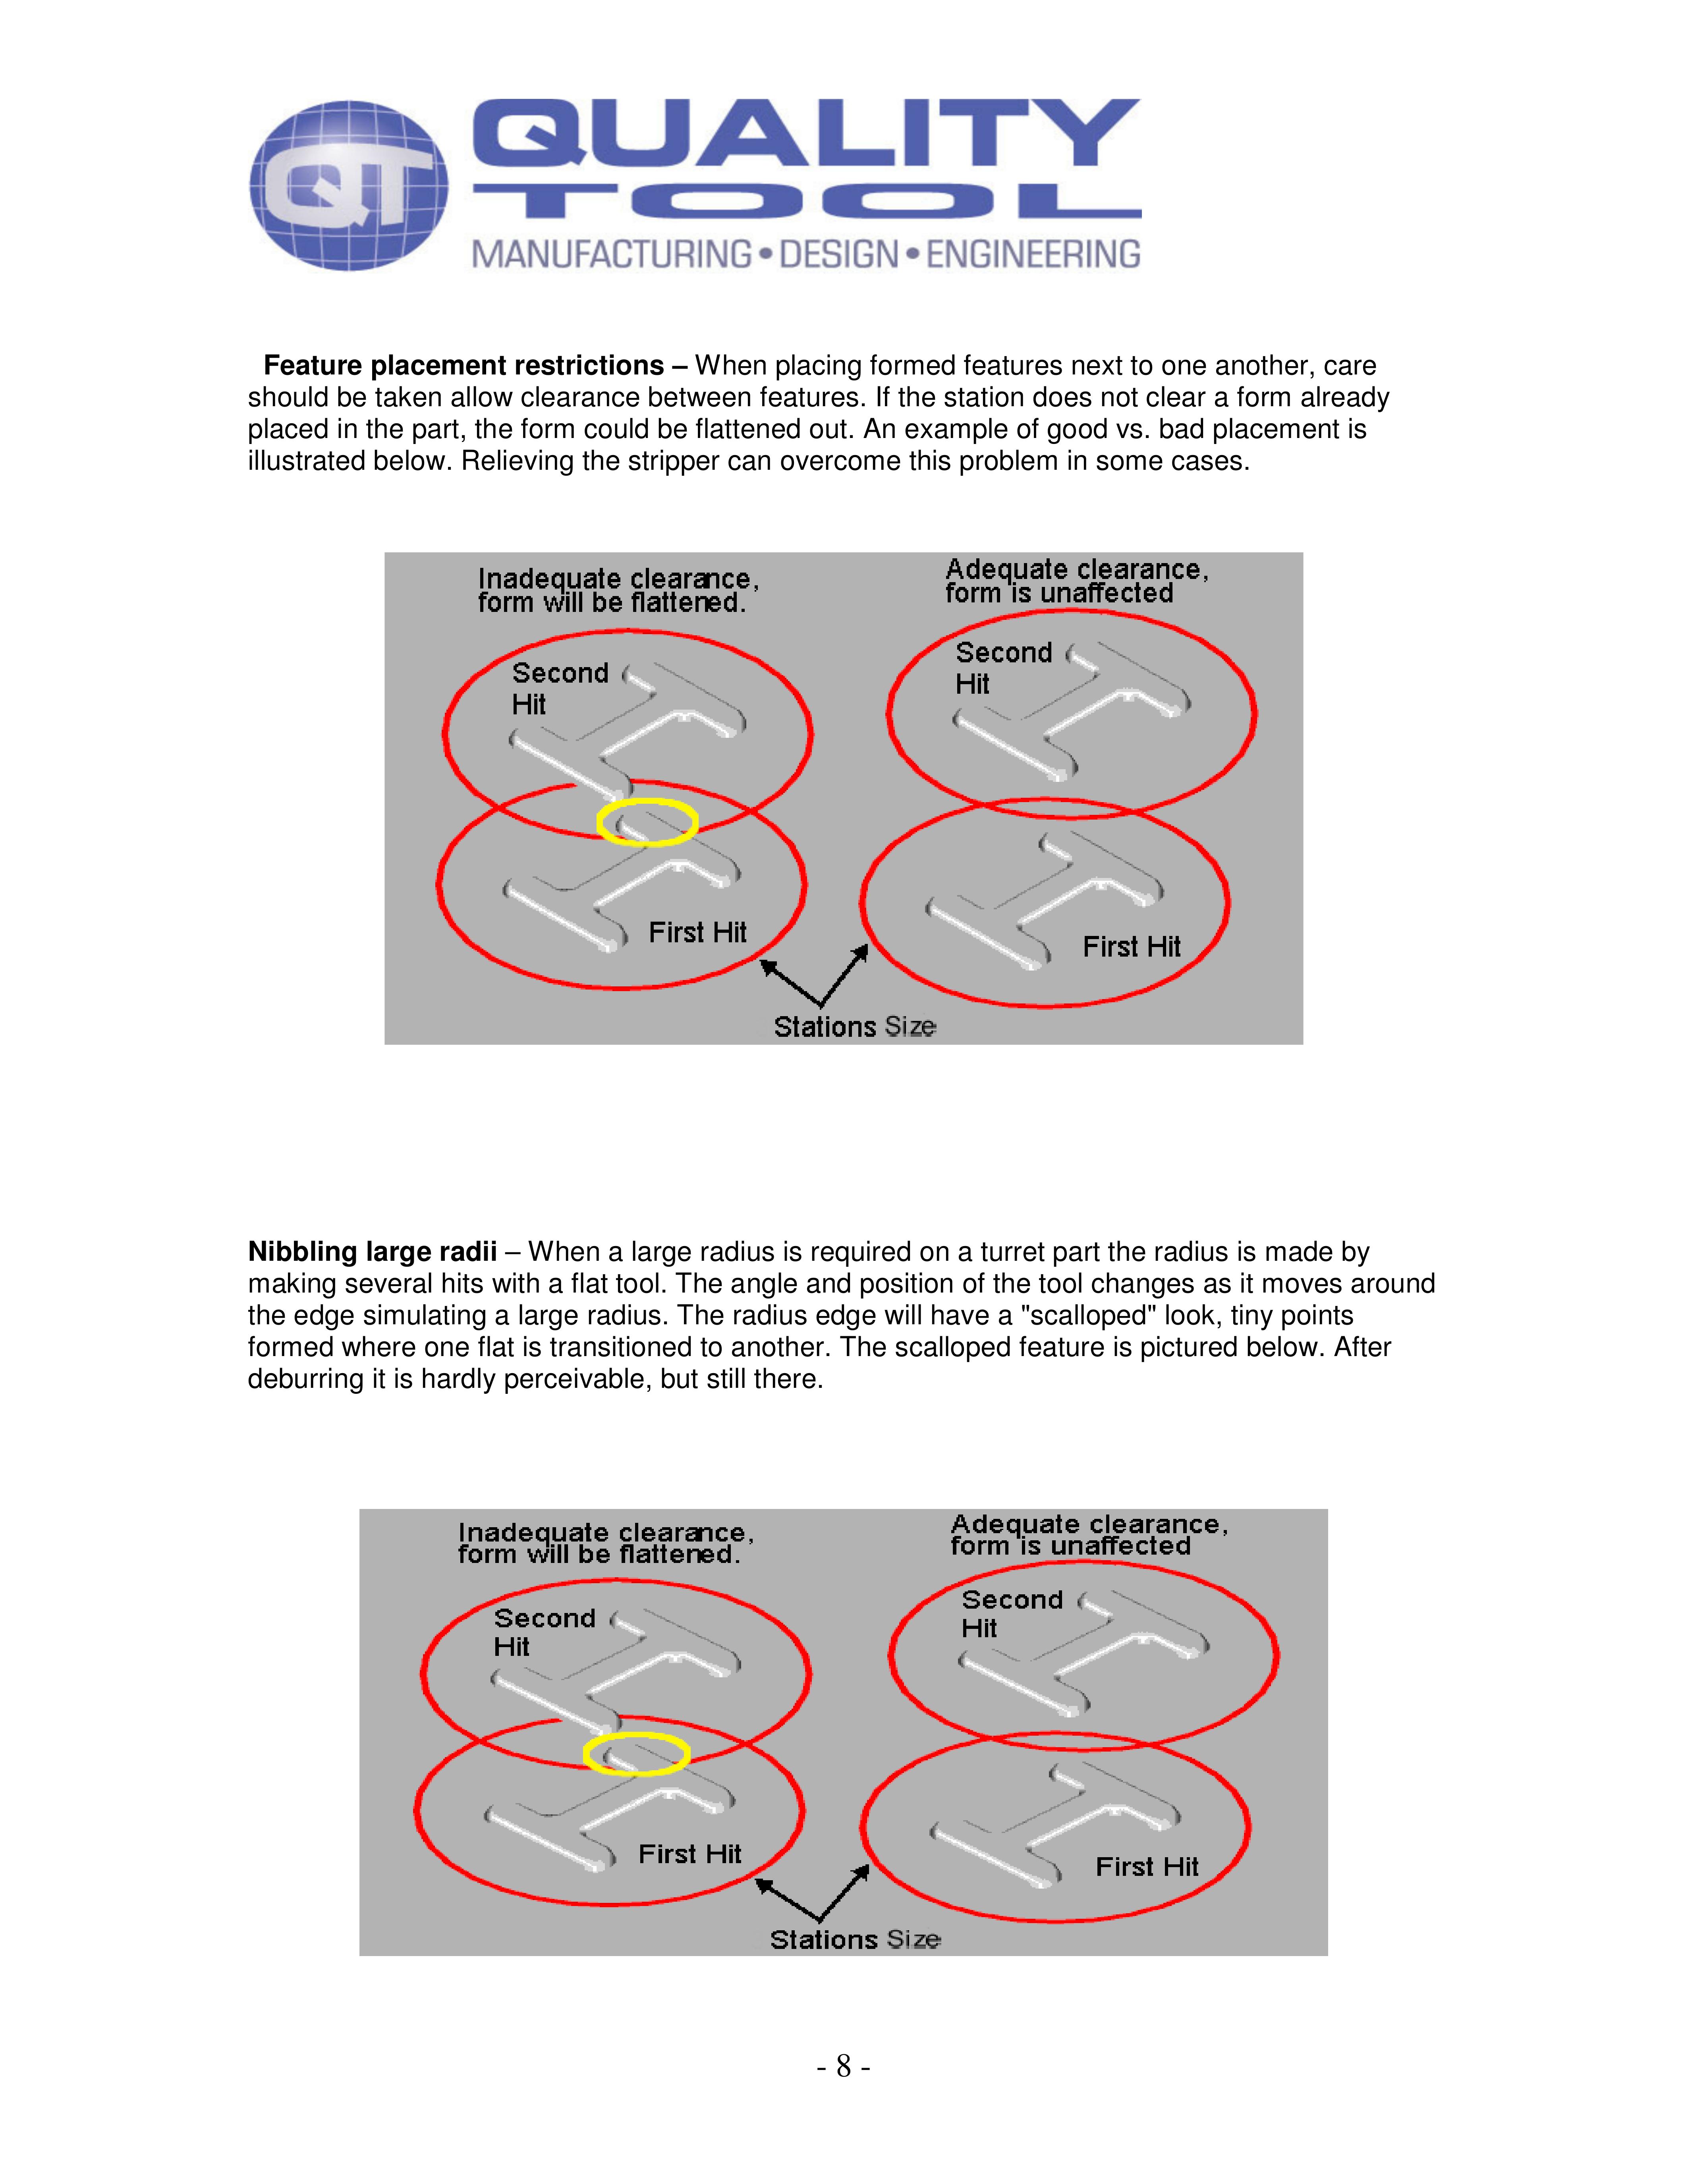 QT
QUALITY
TOOL
MANUFACTURING • DESIGN • ENGINEERING
Feature placement restrictions – When placing formed features next to one another, care
should be taken allow clearance between features. If the station does not clear a form already
placed in the part, the form could be flattened out. An example of good vs. bad placement is
illustrated below. Relieving the stripper can overcome this problem in some cases.
Inadequate clearance,
form will be flattened.
Adequate clearance,
form is unaffected
Second
Hit
Second
Hit
First Hit
First Hit
Stations Size
Nibbling large radii – When a large radius is required on a turret part the radius is made by
making several hits with a flat tool. The angle and position of the tool changes as it moves around
the edge simulating a large radius. The radius edge will have a "scalloped" look, tiny points
formed where one flat is transitioned to another. The scalloped feature is pictured below. After
deburring it is hardly perceivable, but still there.
Inadequate clearance,
form will be flattened.
Adequate clearance,
form is unaffected
Second
Hit
Second
Hit
First Hit
First Hit
Stations Size
- 8 -